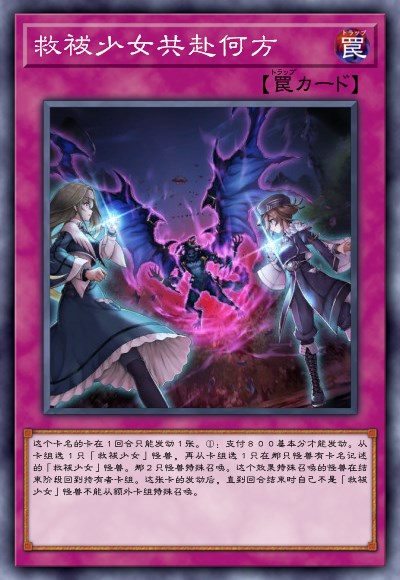 救祓少女共赴何方
トラップ
罠
トラップ
【罠カード】
这个卡名的卡在１回合只能发动１张。①：支付８００基本分才能发动。从
卡组选１只「救祓少女」怪兽，再从卡组选１只在那只怪兽有卡名记述
的「救祓少女」怪兽。那２只怪兽特殊召唤。这个效果特殊召唤的怪兽在结
束阶段回到持有者卡组。这张卡的发动后，直到回合结束时自己不是「救祓
少女」怪兽不能从额外卡组特殊召唤。